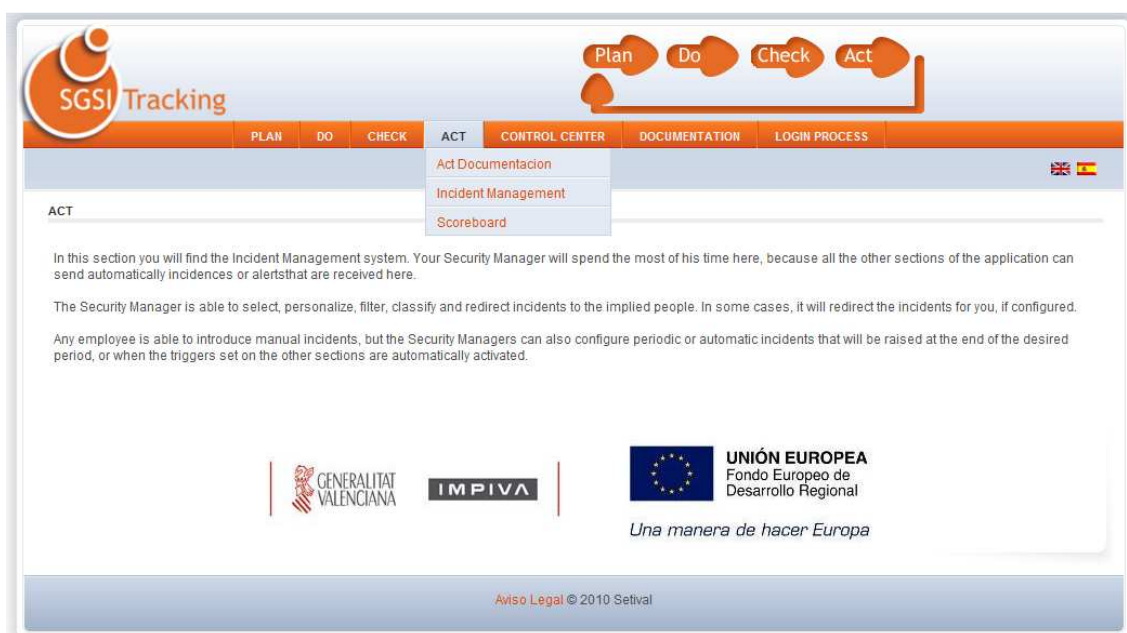 Plan Do Check Act
SGSI Tracking
PLAN DO CHECK ACT CONTROL CENTER DOCUMENTATION LOGIN PROCESS
Act Documentacion
Incident Management
Scoreboard
ACT
In this section you will find the Incident Management system. Your Security Manager will spend the most of his time here, because all the other sections of the application can
send automatically incidences or alertsthat are received here.
The Security Manager is able to select, personalize, filter, classify and redirect incidents to the implied people. In some cases, it will redirect the incidents for you, if configured.
Any employee is able to introduce manual incidents, but the Security Managers can also configure periodic or automatic incidents that will be raised at the end of the desired
period, or when the triggers set on the other sections are automatically activated.
GENERALITAT
VALENCIANA
IMPIVA
UNIÓN EUROPEA
Fondo Europeo de
Desarrollo Regional
Una manera de hacer Europa
Aviso Legal © 2010 Setival